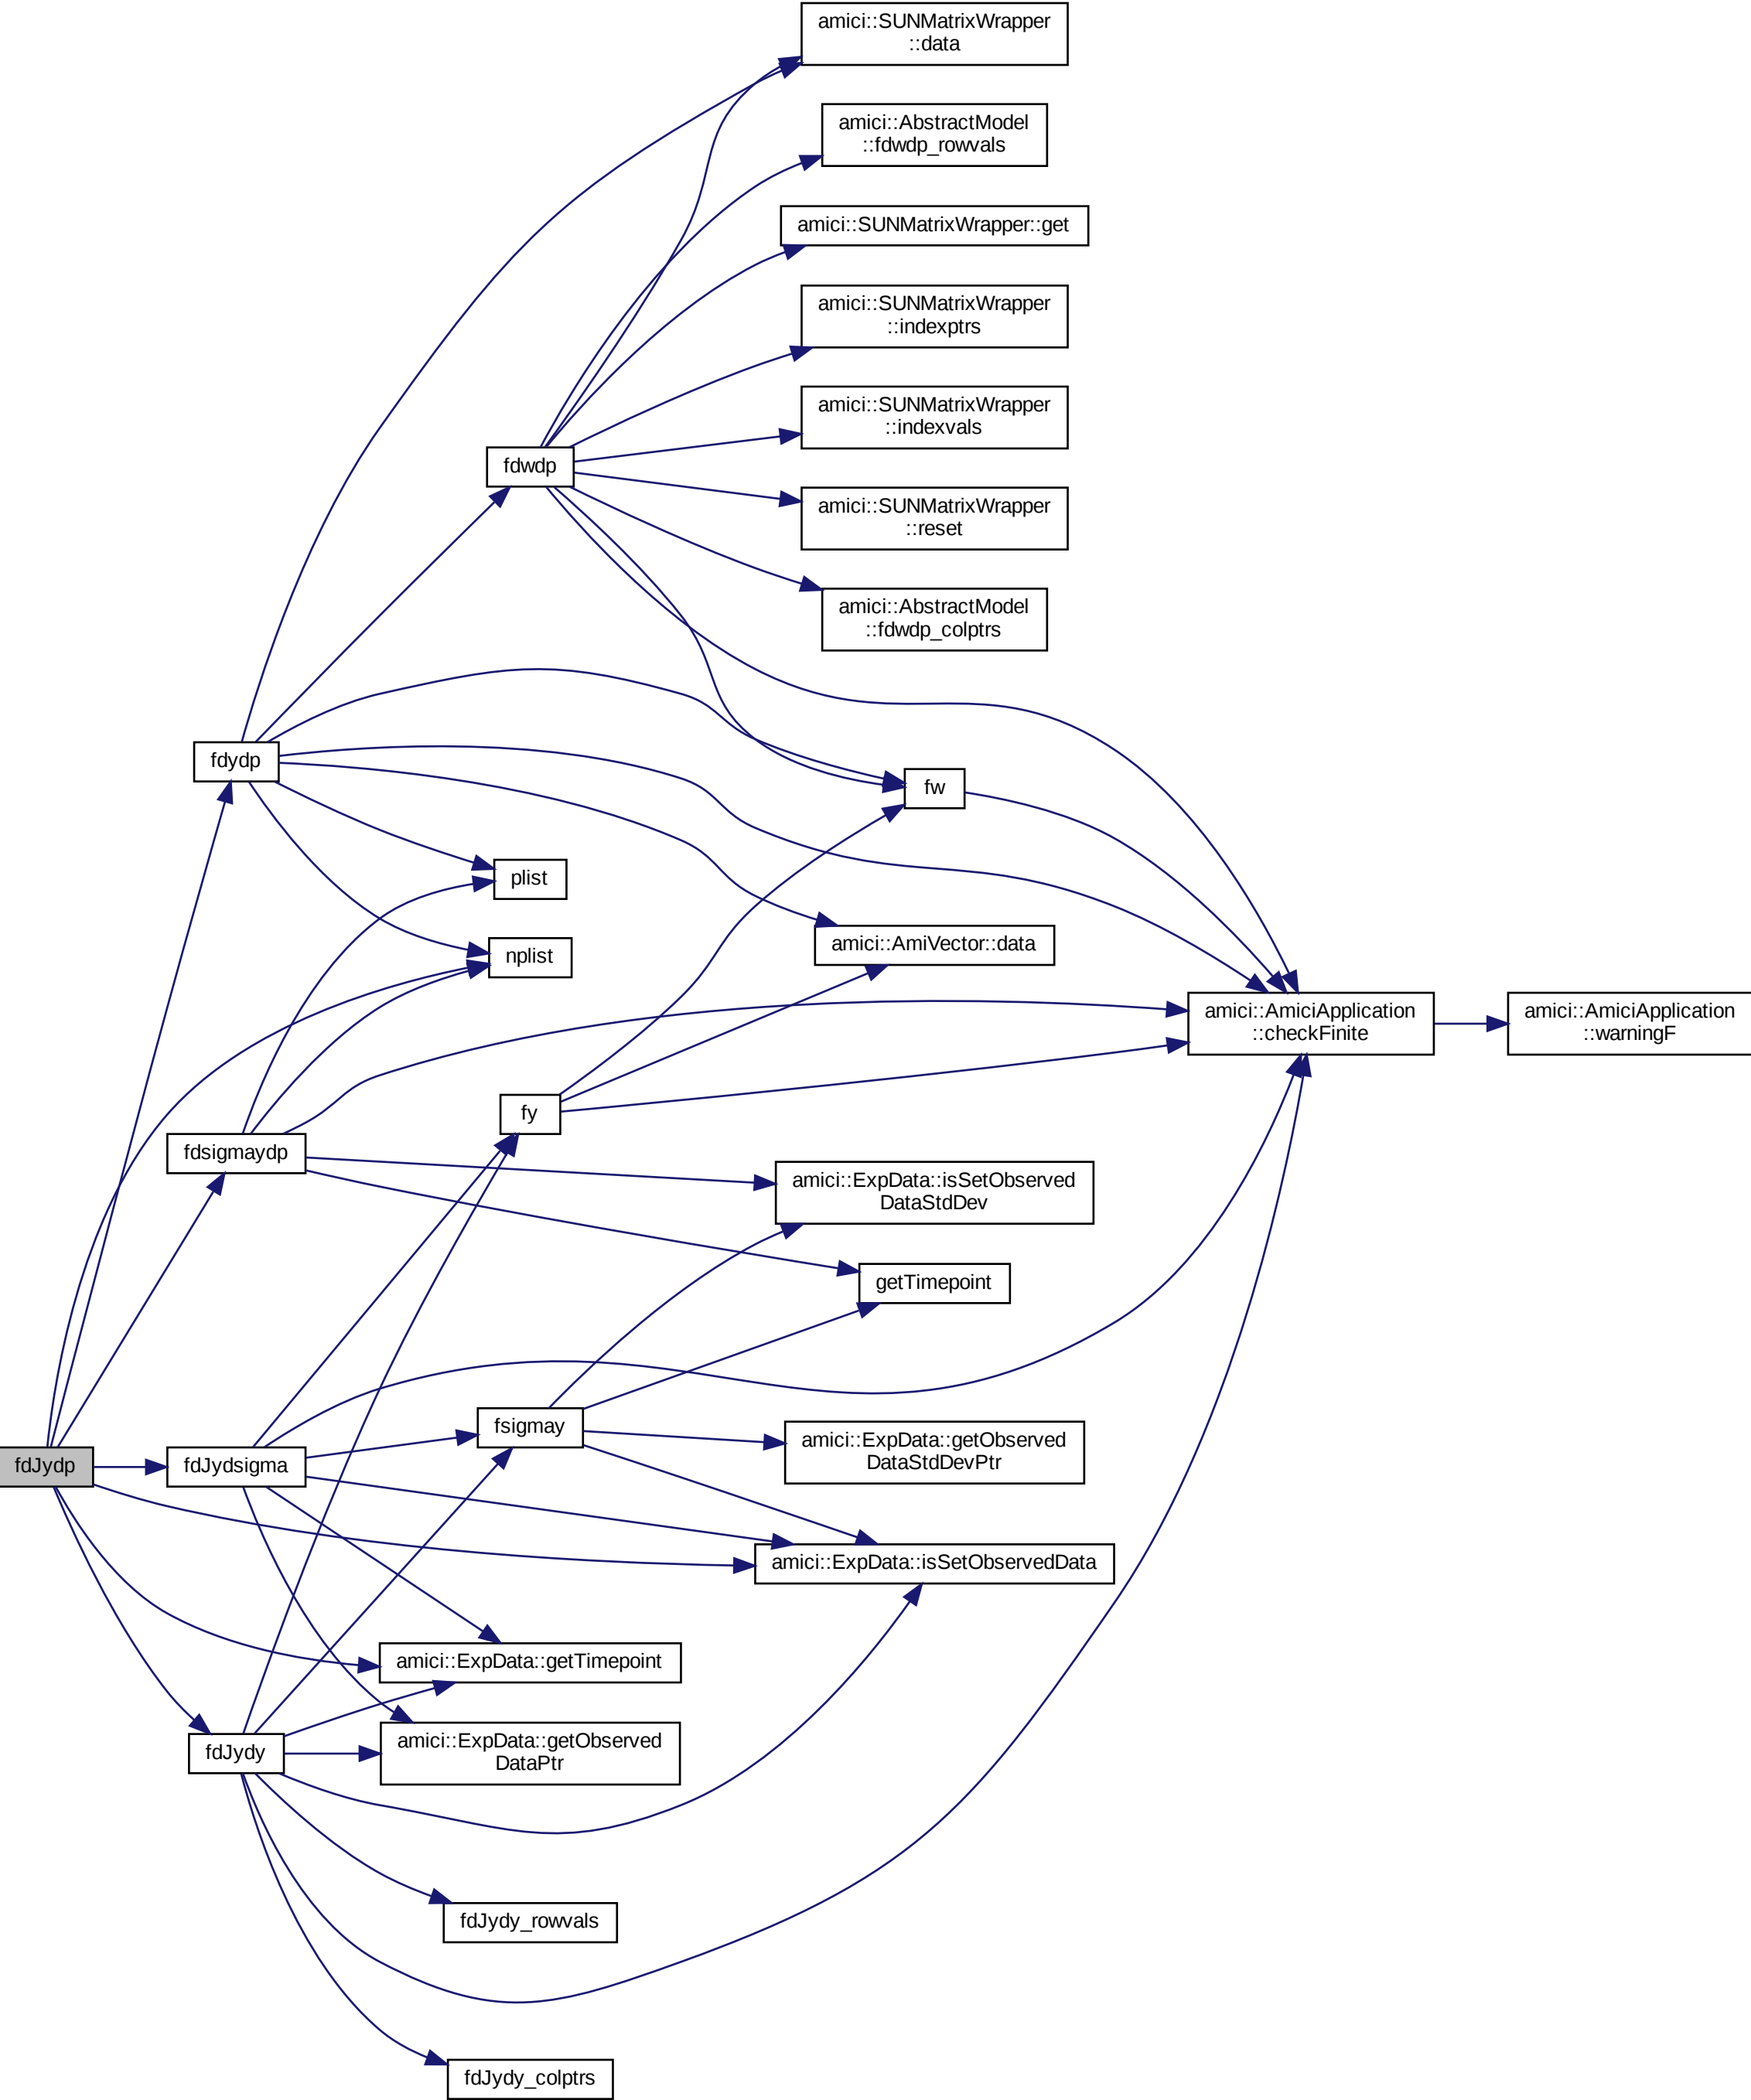 amici::SUNMatrixWrapper
::data
amici::AbstractModel
::fdwdp_rowvals
amici::SUNMatrixWrapper::get
amici::SUNMatrixWrapper
::indexptrs
amici::SUNMatrixWrapper
::indexvals
fdwdp
amici::SUNMatrixWrapper
::reset
amici::AbstractModel
::fdwdp_colptrs
fdydp
fw
plist
amici::AmiVector::data
nplist
amici::AmiciApplication
::checkFinite
amici::AmiciApplication
::warningF
fy
fdsigmaydp
amici::ExpData::isSetObserved
DataStdDev
getTimepoint
fsigmay
amici::ExpData::getObserved
DataStdDevPtr
fdJydp
fdJydsigma
amici::ExpData::isSetObservedData
amici::ExpData::getTimepoint
fdJydy
amici::ExpData::getObserved
DataPtr
fdJydy_rowvals
fdJydy_colptrs